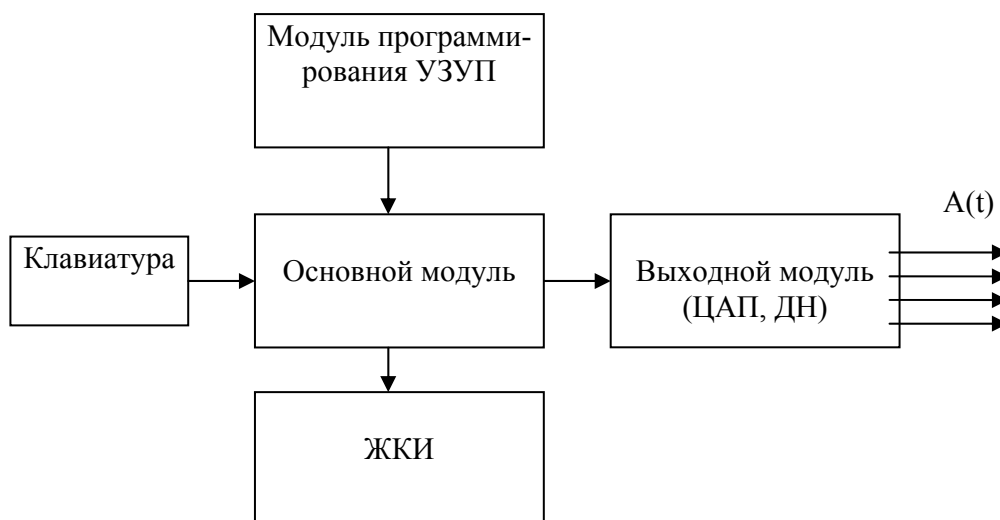 Модуль программи-
рования УЗУП
A(t)
Клавиатура
Основной модуль
Выходной модуль
(ЦАП, ДН)
ЖКИ